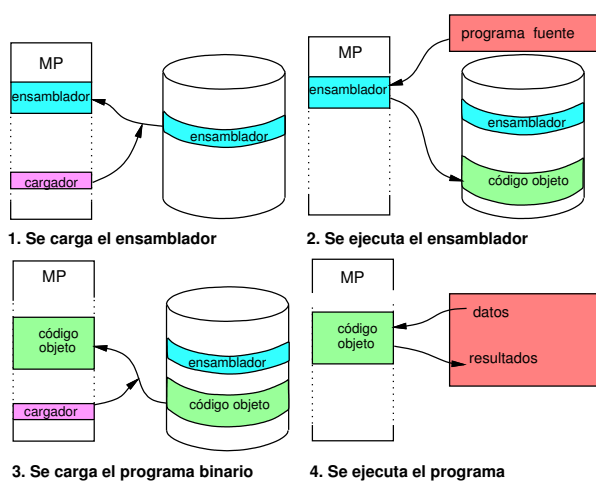 MP
ensamblador
cargador
ensamblador
1. Se carga el ensamblador
programa fuente
MP
ensamblador
ensamblador
código objeto
2. Se ejecuta el ensamblador
MP
código
objeto
cargador
ensamblador
código objeto
3. Se carga el programa binario
MP
código
objeto
datos
resultados
4. Se ejecuta el programa